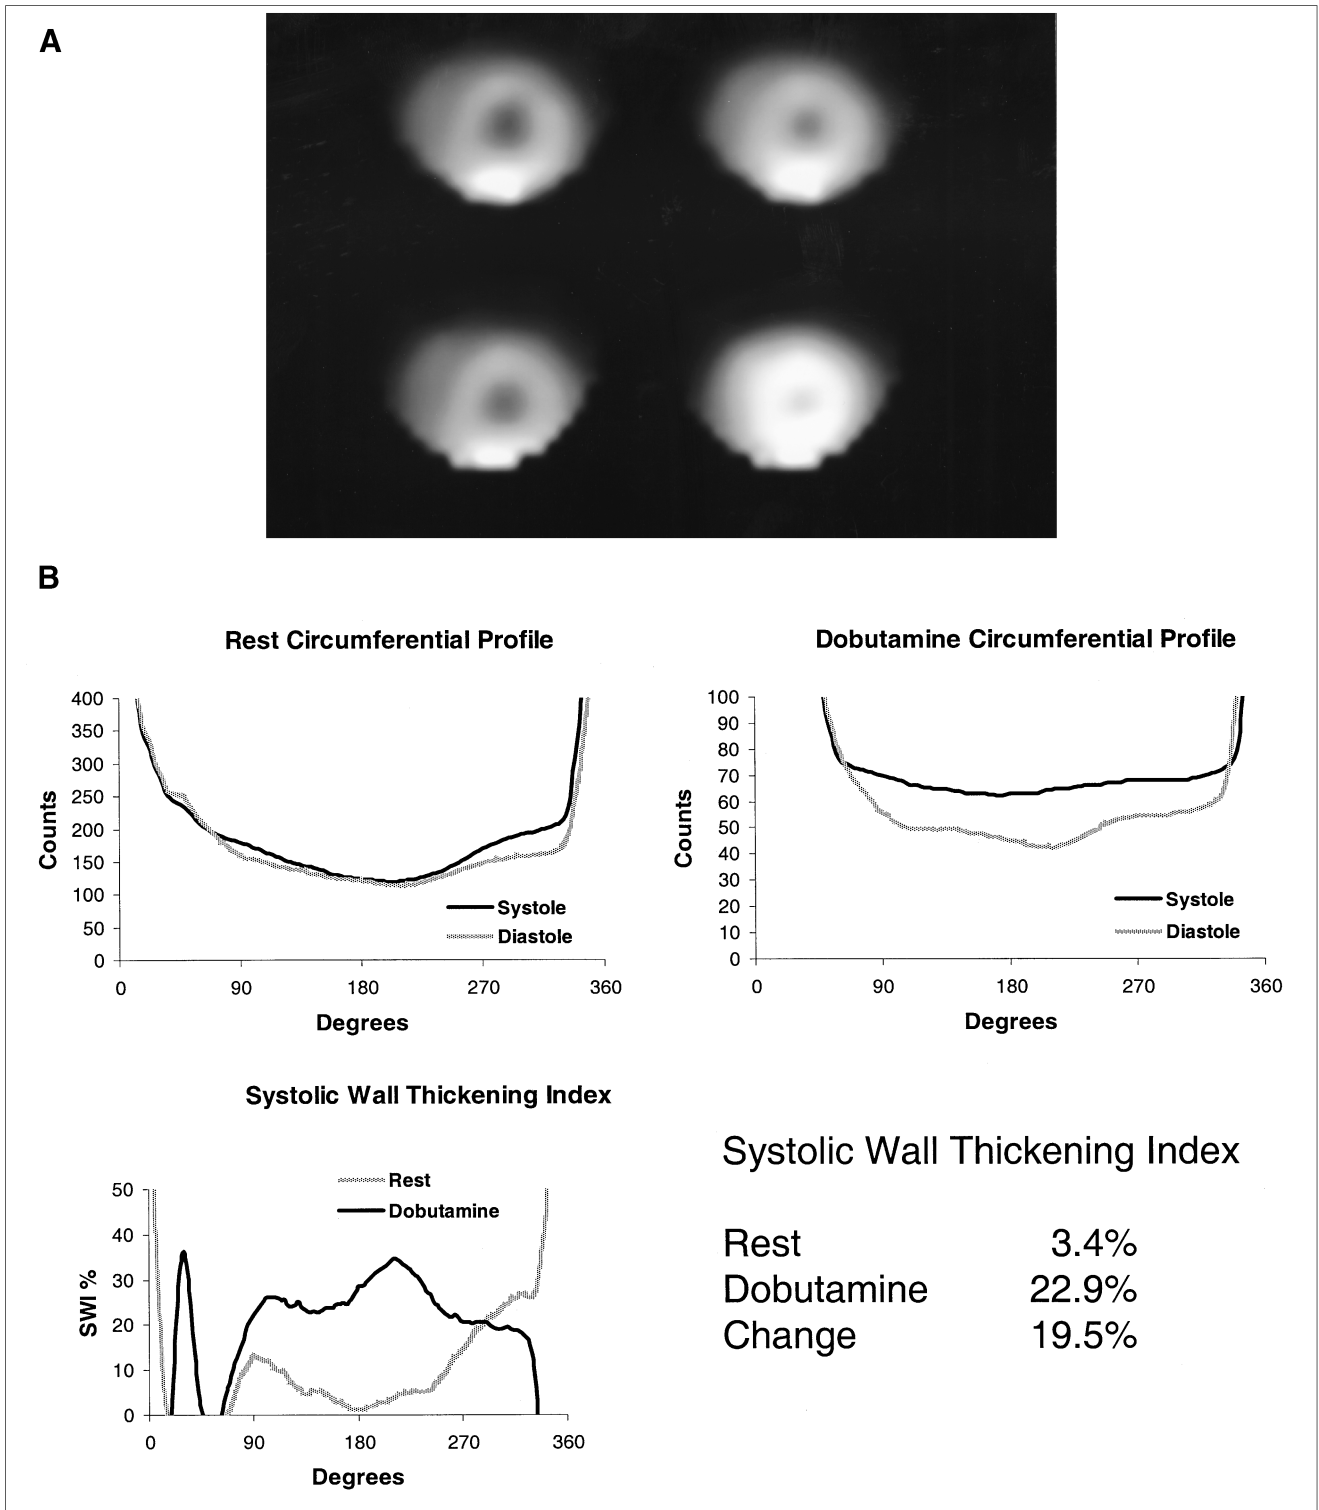 A
B
Rest Circumferential Profile
400
350
300
250
200
150
100
50
0
Counts
Systole
Diastole
0 90 180 270 360
Degrees
Dobutamine Circumferential Profile
100
90
80
70
60
50
40
30
20
10
0
Counts
Systole
Diastole
0 90 180 270 360
Degrees
Systolic Wall Thickening Index
50
40
30
20
10
0
SWI %
Rest
Dobutamine
0 90 180 270 360
Degrees
Systolic Wall Thickening Index
Rest 3.4%
Dobutamine 22.9%
Change 19.5%